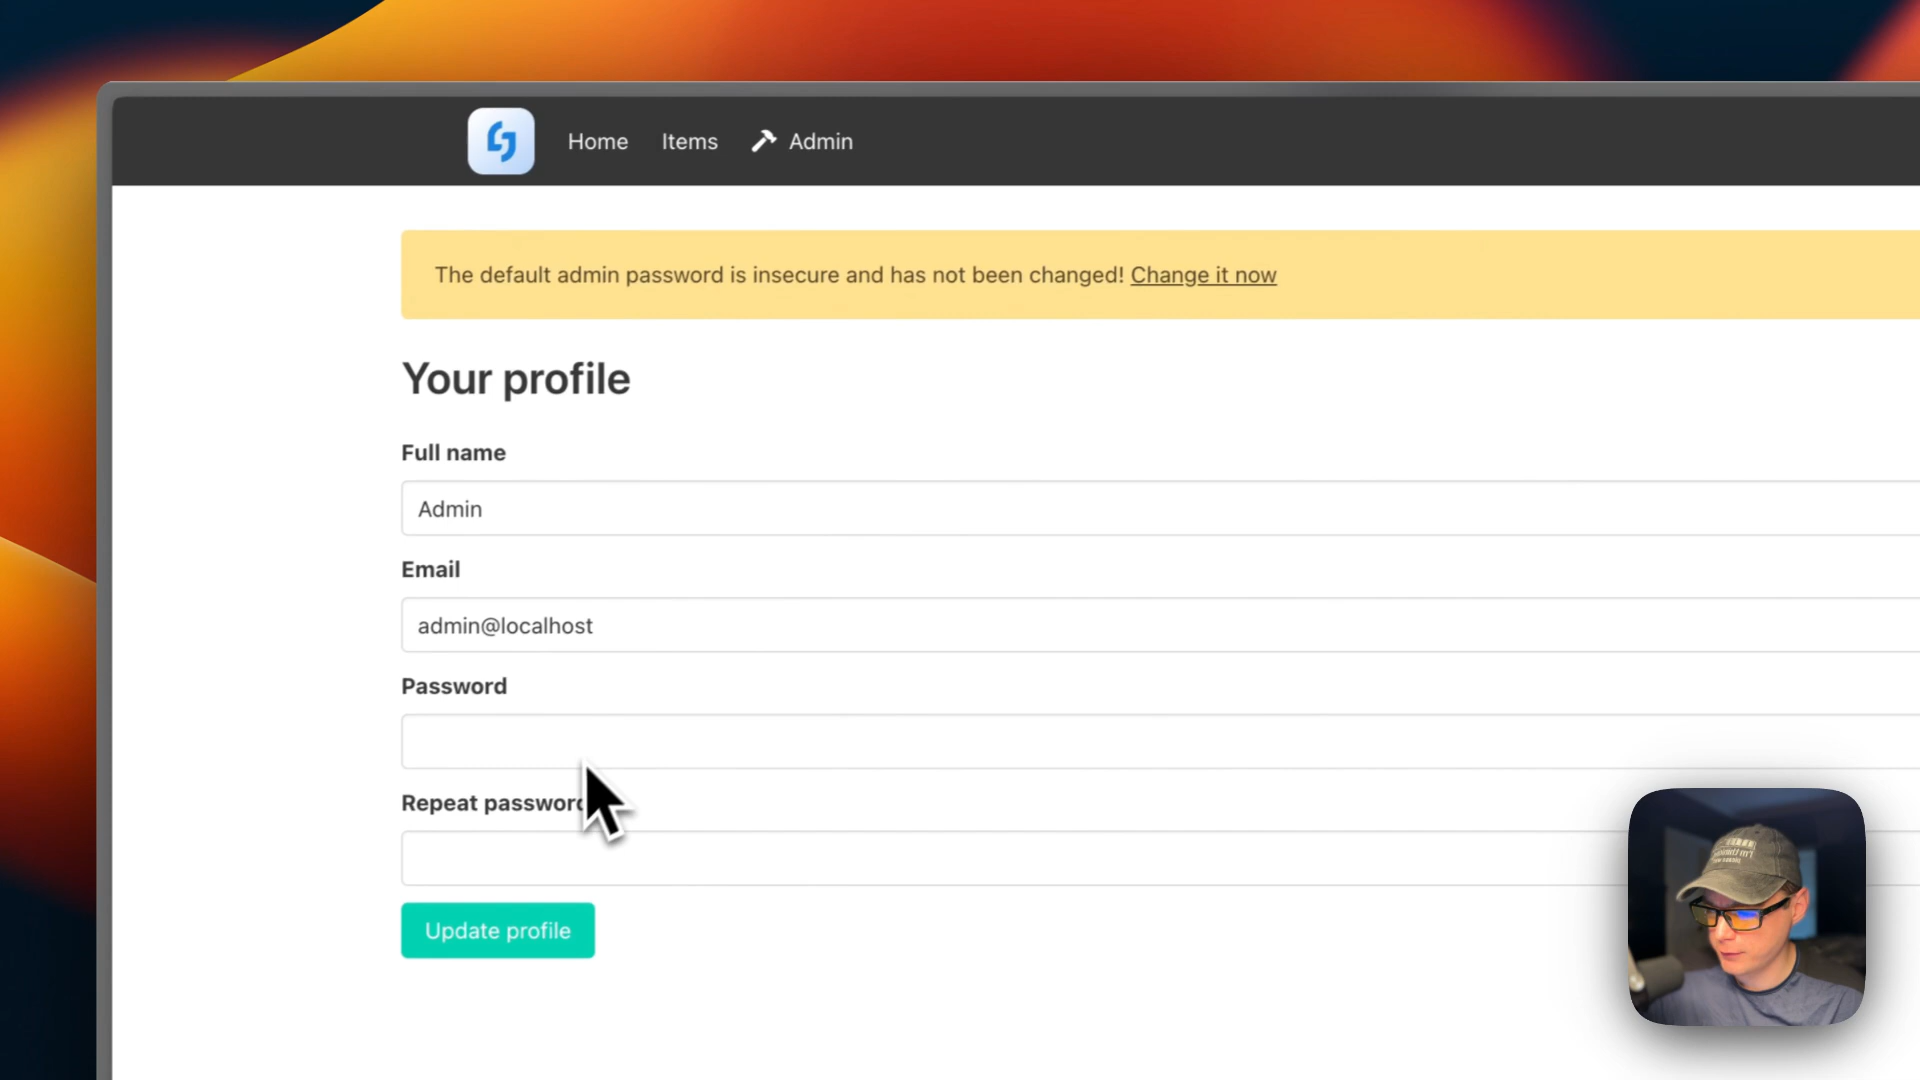 Home Items Admin
The default admin password is insecure and has not been changed! Change it now
Your profile
Full name
Admin
Email
admin@localhost
Password
Repeat password
Update profile